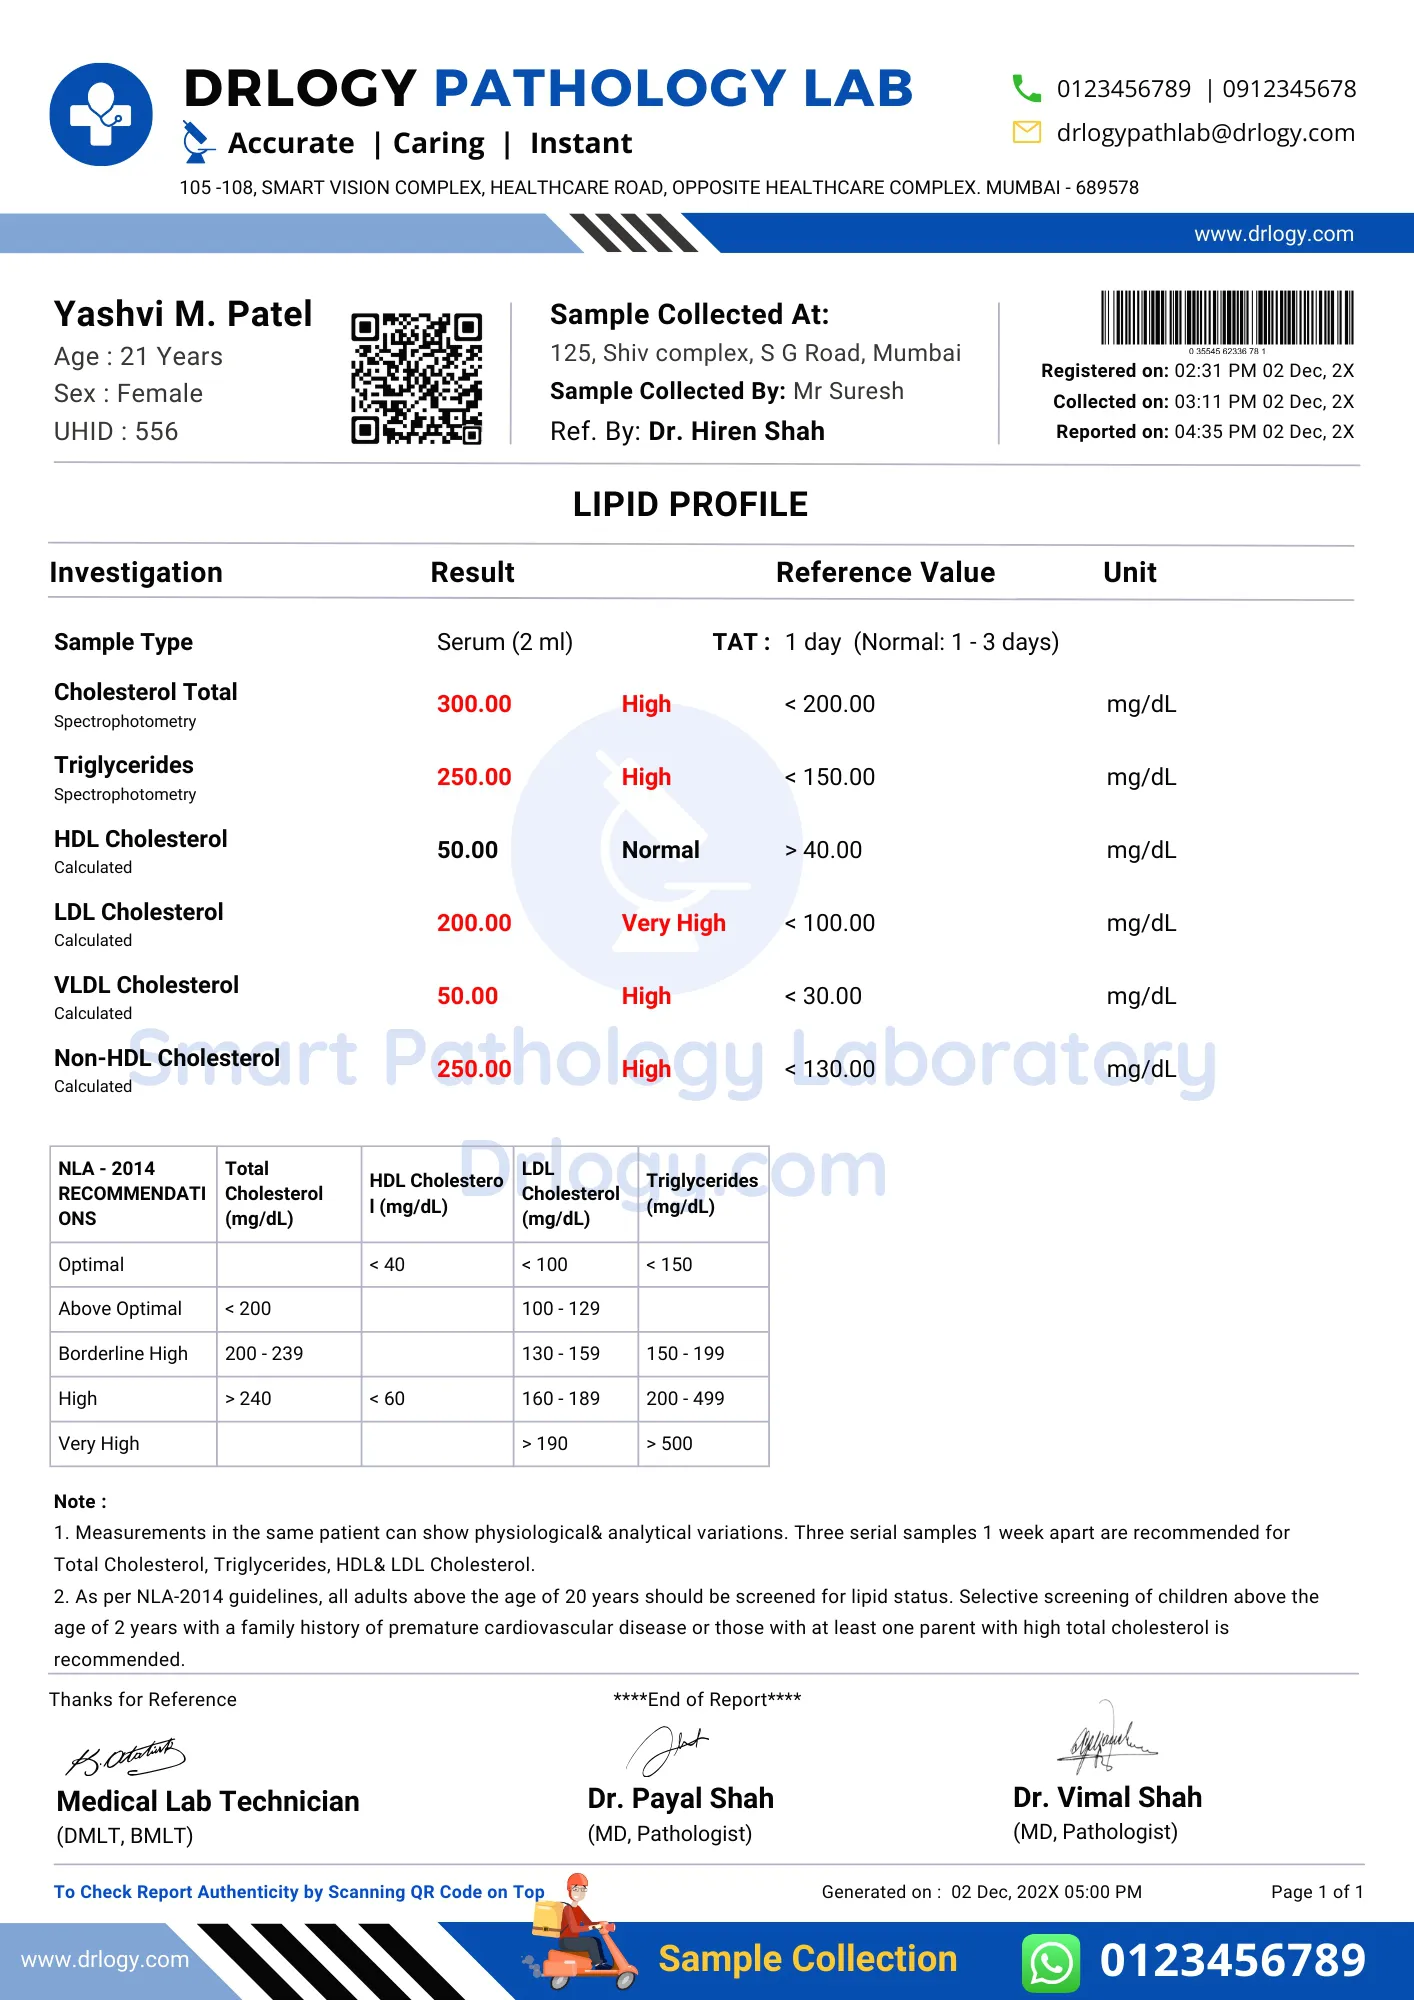 DRLOGY PATHOLOGY LAB
Accurate | Caring | Instant
0123456789 | 0912345678
drlogypathlab@drlogy.com
105 -108, SMART VISION COMPLEX, HEALTHCARE ROAD, OPPOSITE HEALTHCARE COMPLEX. MUMBAI - 689578
www.drlogy.com
Yashvi M. Patel
Age : 21 Years
Sex : Female
UHID : 556
Sample Collected At:
125, Shiv complex, S G Road, Mumbai
Sample Collected By: Mr Suresh
Ref. By: Dr. Hiren Shah
0 35545 62336 78 1
Registered on: 02:31 PM 02 Dec, 2X
Collected on: 03:11 PM 02 Dec, 2X
Reported on: 04:35 PM 02 Dec, 2X
LIPID PROFILE
Investigation Result Reference Value Unit
Sample Type Serum (2 ml) TAT : 1 day (Normal: 1 - 3 days)
Cholesterol Total 300.00 High < 200.00 mg/dL
Spectrophotometry
Triglycerides 250.00 High < 150.00 mg/dL
Spectrophotometry
HDL Cholesterol 50.00 Normal > 40.00 mg/dL
Calculated
LDL Cholesterol 200.00 Very High < 100.00 mg/dL
Calculated
VLDL Cholesterol 50.00 High < 30.00 mg/dL
Calculated
Non-HDL Cholesterol 250.00 High < 130.00 mg/dL
Calculated
Smart Pathology Laboratory
Drlogy.com
NLA - 2014 RECOMMENDATIONS Total Cholesterol (mg/dL) HDL Cholesterol (mg/dL) LDL Cholesterol (mg/dL) Triglycerides (mg/dL)
Optimal < 40 < 100 < 150
Above Optimal < 200 100 - 129
Borderline High 200 - 239 130 - 159 150 - 199
High > 240 < 60 160 - 189 200 - 499
Very High > 190 > 500
Note :
1. Measurements in the same patient can show physiological& analytical variations. Three serial samples 1 week apart are recommended for
Total Cholesterol, Triglycerides, HDL& LDL Cholesterol.
2. As per NLA-2014 guidelines, all adults above the age of 20 years should be screened for lipid status. Selective screening of children above the
age of 2 years with a family history of premature cardiovascular disease or those with at least one parent with high total cholesterol is
recommended.
Thanks for Reference ****End of Report****
Medical Lab Technician
(DMLT, BMLT)
Dr. Payal Shah
(MD, Pathologist)
Dr. Vimal Shah
(MD, Pathologist)
To Check Report Authenticity by Scanning QR Code on Top
Generated on : 02 Dec, 202X 05:00 PM
Page 1 of 1
www.drlogy.com
Sample Collection
0123456789